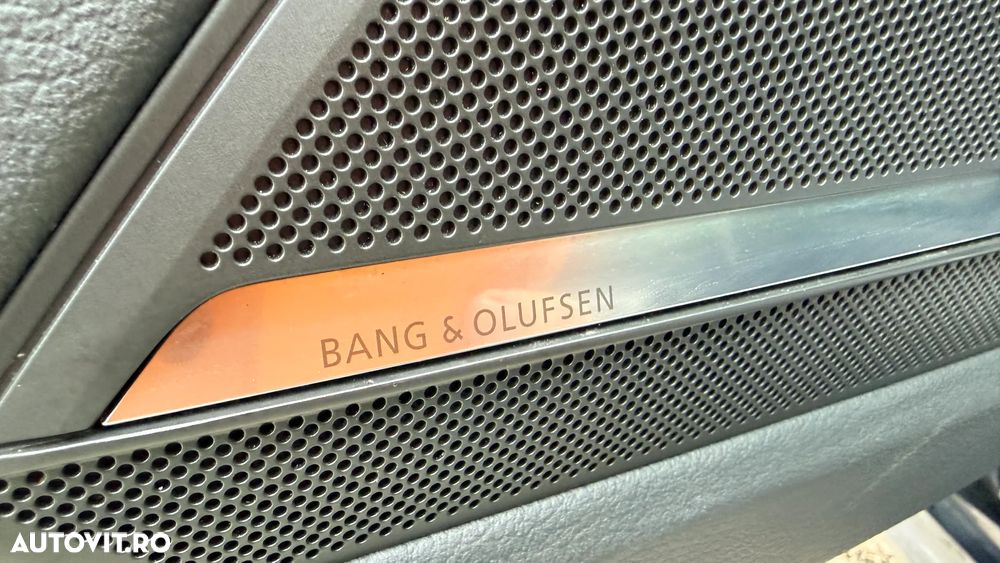 BANG & OLUFSEN
AUTOVIT.RO